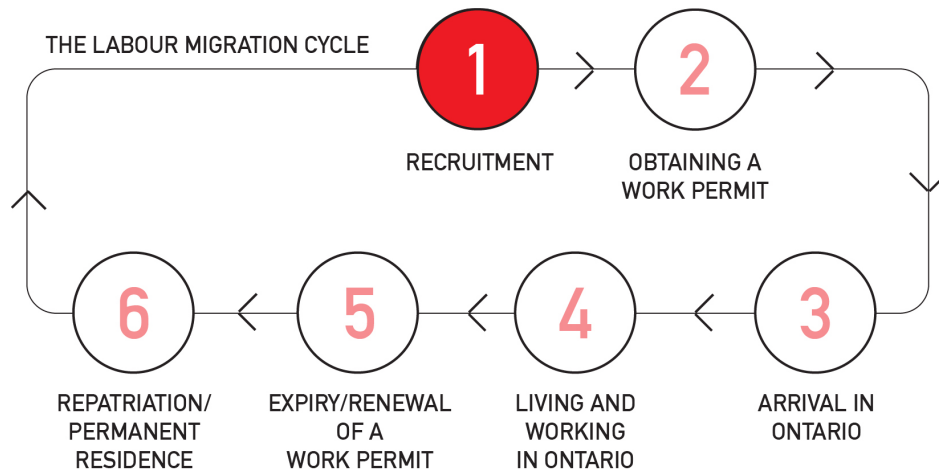 THE LABOUR MIGRATION CYCLE
1
RECRUITMENT
2
OBTAINING A
WORK PERMIT
3
ARRIVAL IN
ONTARIO
4
LIVING AND
WORKING
IN ONTARIO
5
EXPIRY/RENEWAL
OF A
WORK PERMIT
6
REPATRIATION/
PERMANENT
RESIDENCE